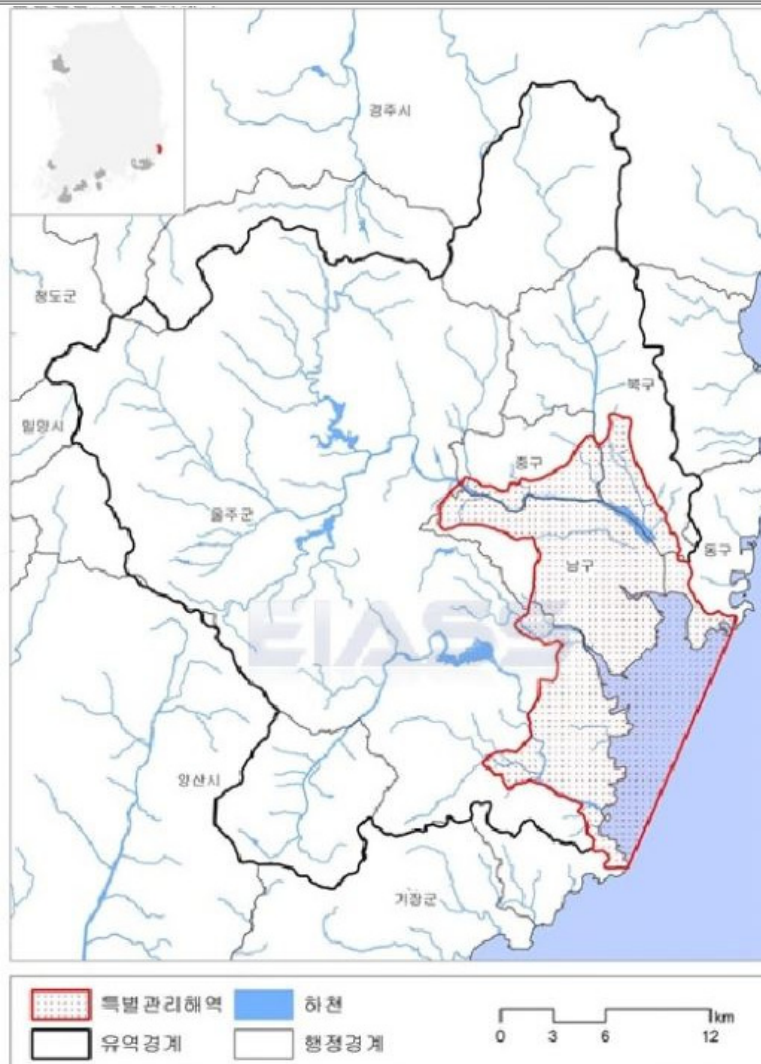 경주시
청도군
북구
밀양시
중구
울주군
동구
남구
EIASS
양산시
기장군
특별관리해역
하천
유역경계
행정경계
km
0 3 6 12